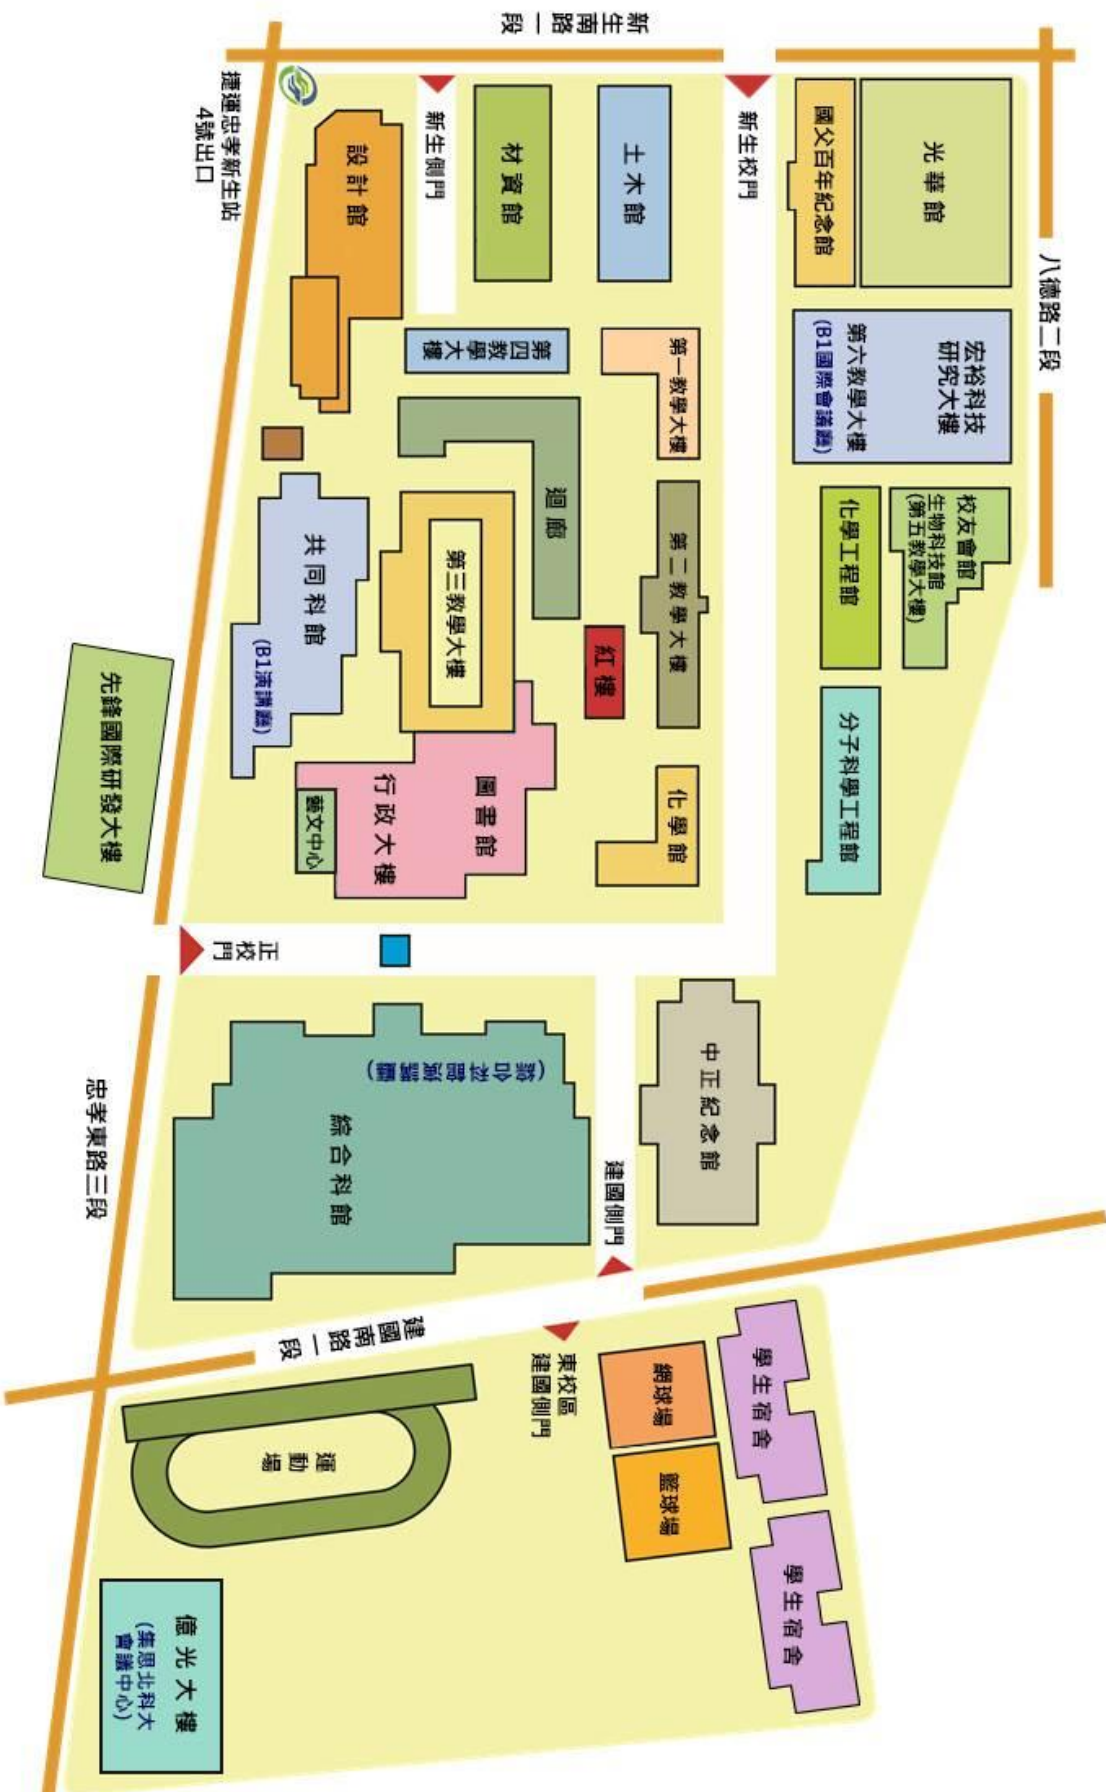 八德路二段
光華館
國父百年紀念館
宏裕科技
研究大樓
第六教學大樓
(B1國際會議廳)
校友會館
生物科技館
(第五教學大樓)
化學工程館
分子科學工程館
新生南路一段
新生校門
土木館
材資館
新生側門
設計館
捷運忠孝新生站
4號出口
第一教學大樓
第四教學大樓
第二教學大樓
迴廊
紅樓
第三教學大樓
共同科館
(B1演講廳)
化學館
圖書館
行政大樓
藝文中心
先鋒國際研發大樓
正校門
中正紀念館
(綜合科館演講廳)
綜合科館
建國側門
忠孝東路三段
建國南路一段
東校區
建國側門
學生宿舍
學生宿舍
網球場
籃球場
運動場
億光大樓
(集思北科大
會議中心)